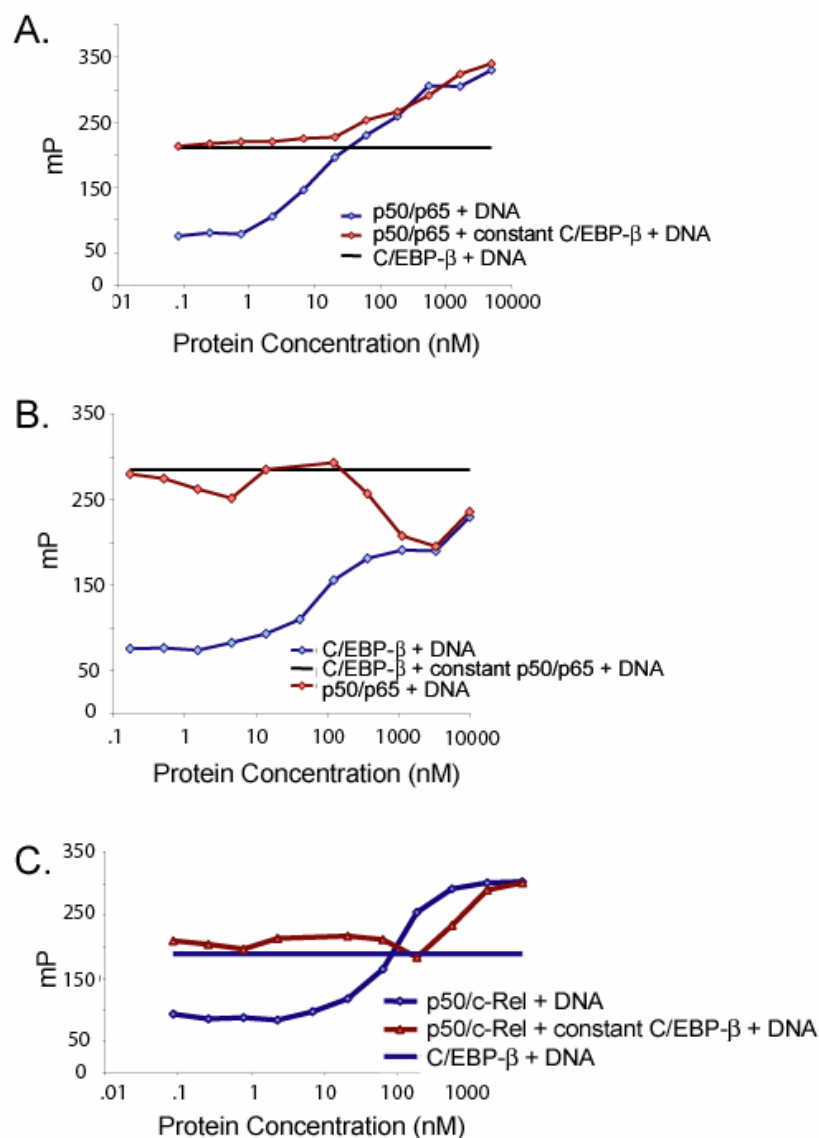 A.
350
250
150
50
0
mP
p50/p65 + DNA
p50/p65 + constant C/EBP-β + DNA
C/EBP-β + DNA
01 .1 1 10 100 1000 10000
Protein Concentration (nM)
B.
350
250
150
50
0
mP
C/EBP-β + DNA
C/EBP-β + constant p50/p65 + DNA
p50/p65 + DNA
.1 1 10 100 1000 10000
Protein Concentration (nM)
C.
350
250
150
50
0
mP
p50/c-Rel + DNA
p50/c-Rel + constant C/EBP-β + DNA
C/EBP-β + DNA
.01 .1 1 10 100 1000
Protein Concentration (nM)